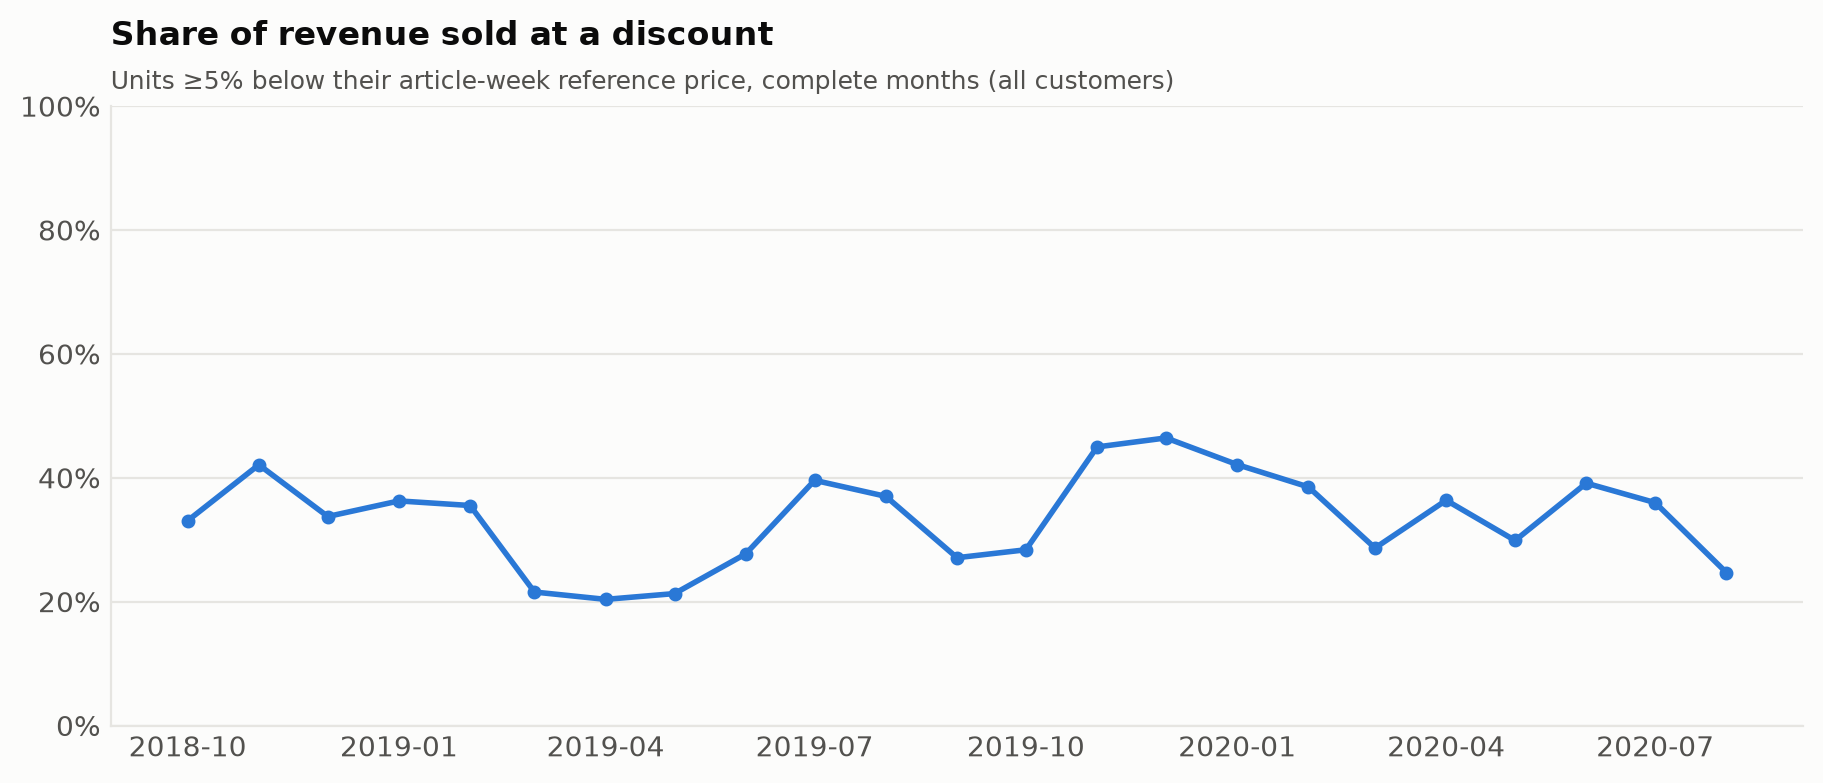 Share of revenue sold at a discount
Units ≥5% below their article-week reference price, complete months (all customers)
100%
80%
60%
40%
20%
0%
2018-10 2019-01 2019-04 2019-07 2019-10 2020-01 2020-04 2020-07